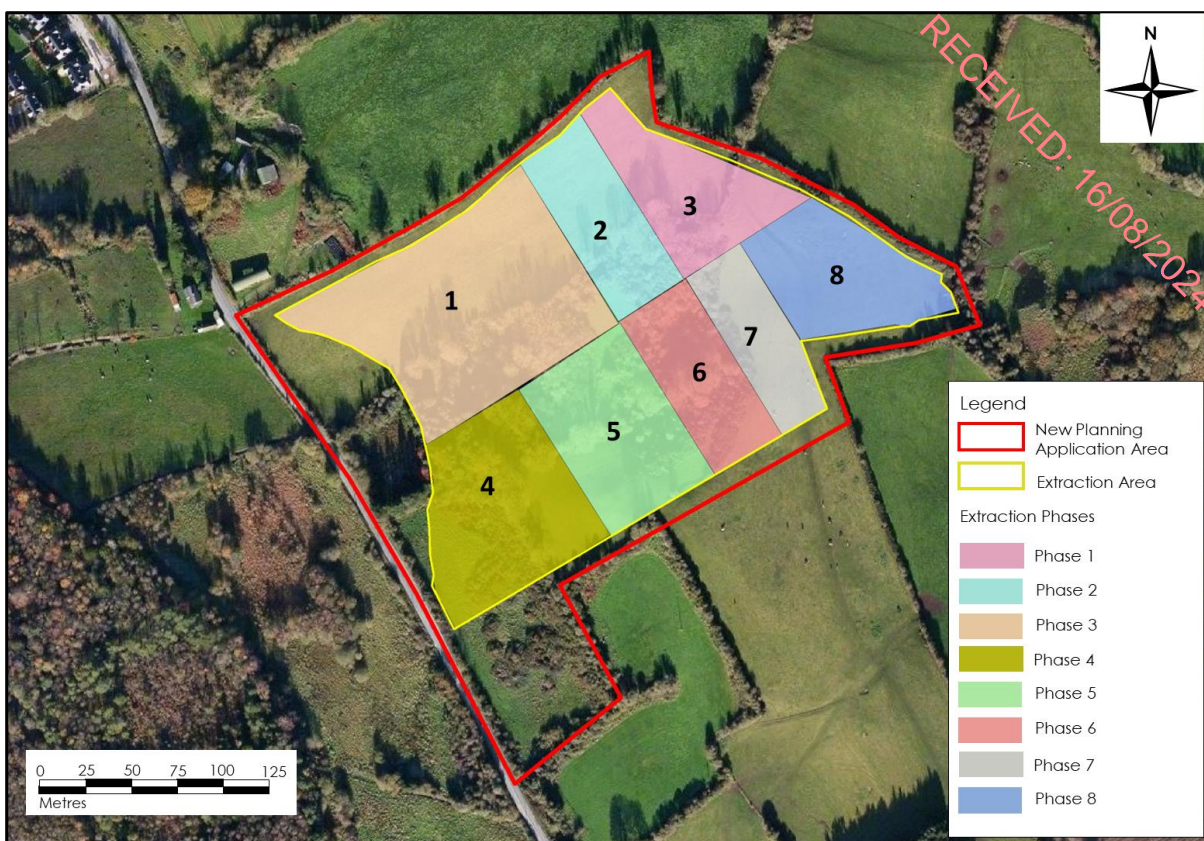 RECEIVED: 16/08/2024
N
1
2
3
4
5
6
7
8
Legend
New Planning
Application Area
Extraction Area
Extraction Phases
Phase 1
Phase 2
Phase 3
Phase 4
Phase 5
Phase 6
Phase 7
Phase 8
0 25 50 75 100 125
Metres